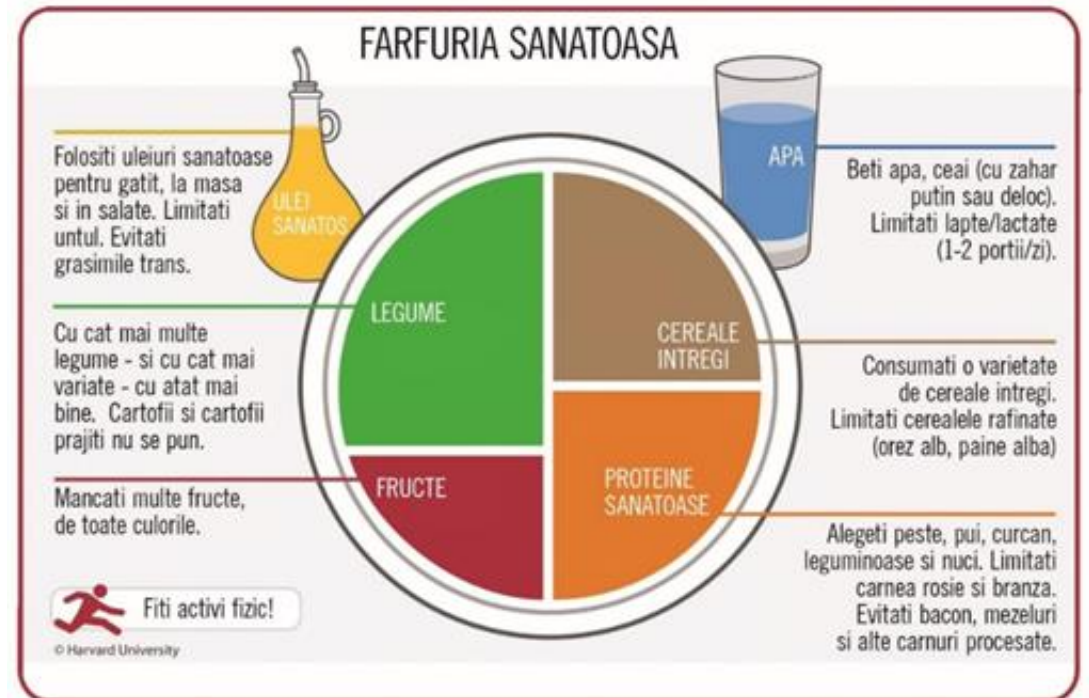 FARFURIA SANATOASA
Folositi uleiuri sanatoase
pentru gatit, la masa
si in salate. Limitati
untul. Evitati
grasimile trans.
ULEI
SANATOS
APA
Beti apa, ceai (cu zahar
putin sau deloc).
Limitati lapte/lactate
(1-2 portii/zi).
LEGUME
Cu cat mai multe
legume - si cu cat mai
variate - cu atat mai
bine. Cartofii si cartofii
prajiti nu se pun.
CEREALE
INTREGI
Consumati o varietate
de cereale intregi.
Limitati cerealele rafinate
(orez alb, paine alba)
FRUCTE
Mancati multe fructe,
de toate culorile.
PROTEINE
SANATOASE
Alegeti peste, pui, curcan,
leguminoase si nuci. Limitati
carnea rosie si branza.
Evitati bacon, mezeluri
si alte carnuri procesate.
Fiti activi fizic!
© Harvard University